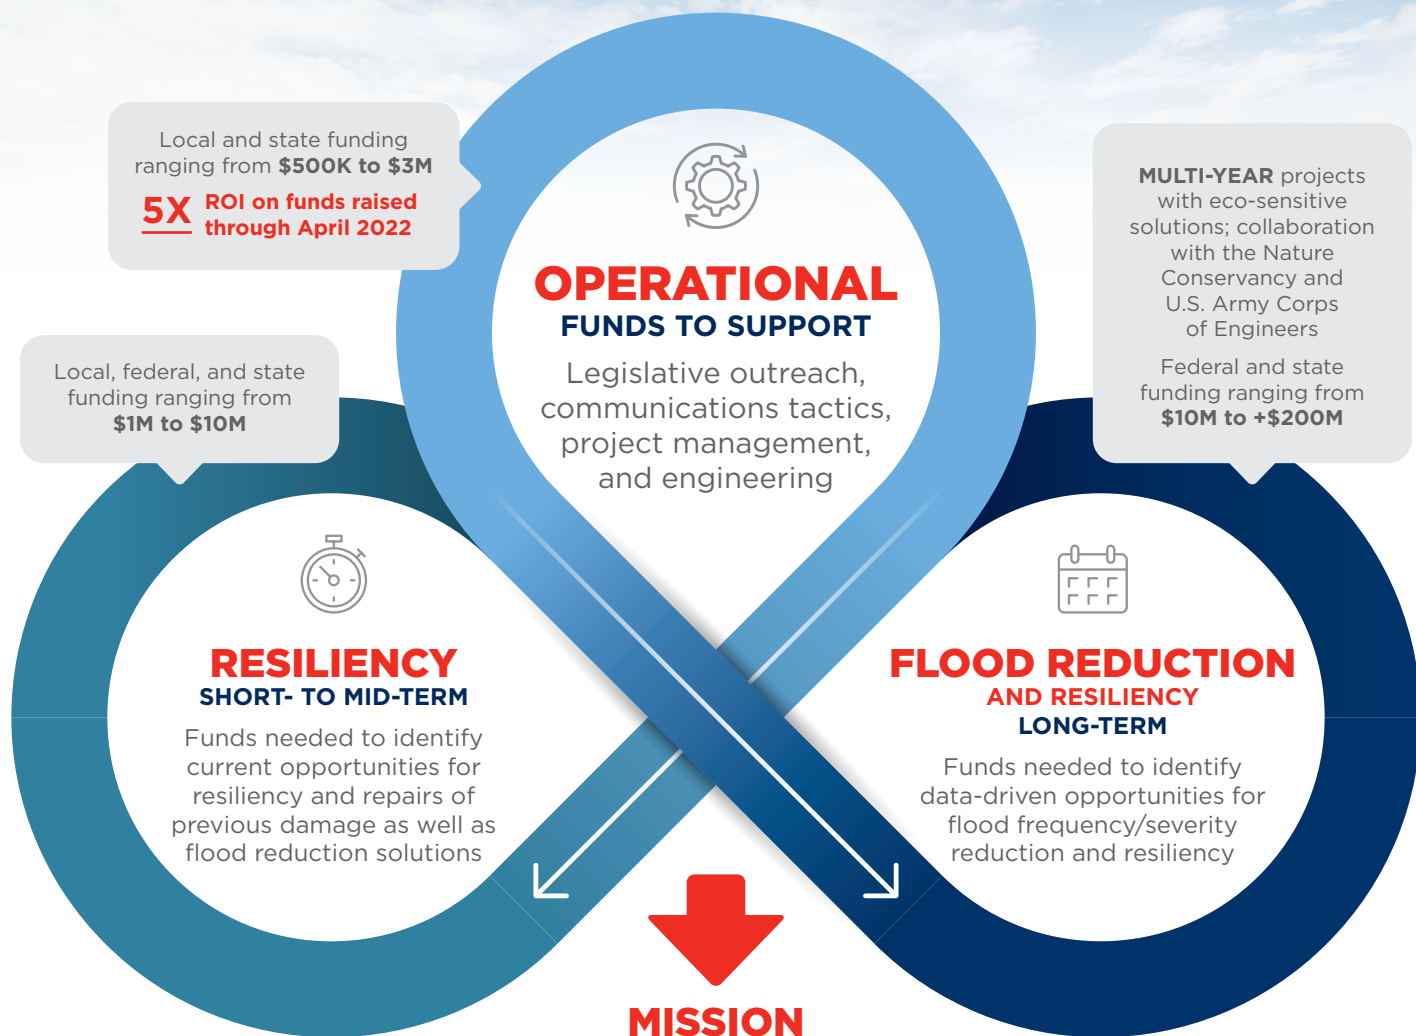 Local and state funding
ranging from $500K to $3M
5X ROI on funds raised
through April 2022
OPERATIONAL
FUNDS TO SUPPORT
Legislative outreach,
communications tactics,
project management,
and engineering
MULTI-YEAR projects
with eco-sensitive
solutions; collaboration
with the Nature
Conservancy and
U.S. Army Corps
of Engineers
Federal and state
funding ranging from
$10M to +$200M
Local, federal, and state
funding ranging from
$1M to $10M
RESILIENCY
SHORT- TO MID-TERM
Funds needed to identify
current opportunities for
resiliency and repairs of
previous damage as well as
flood reduction solutions
FLOOD REDUCTION
AND RESILIENCY
LONG-TERM
Funds needed to identify
data-driven opportunities for
flood frequency/severity
reduction and resiliency
MISSION